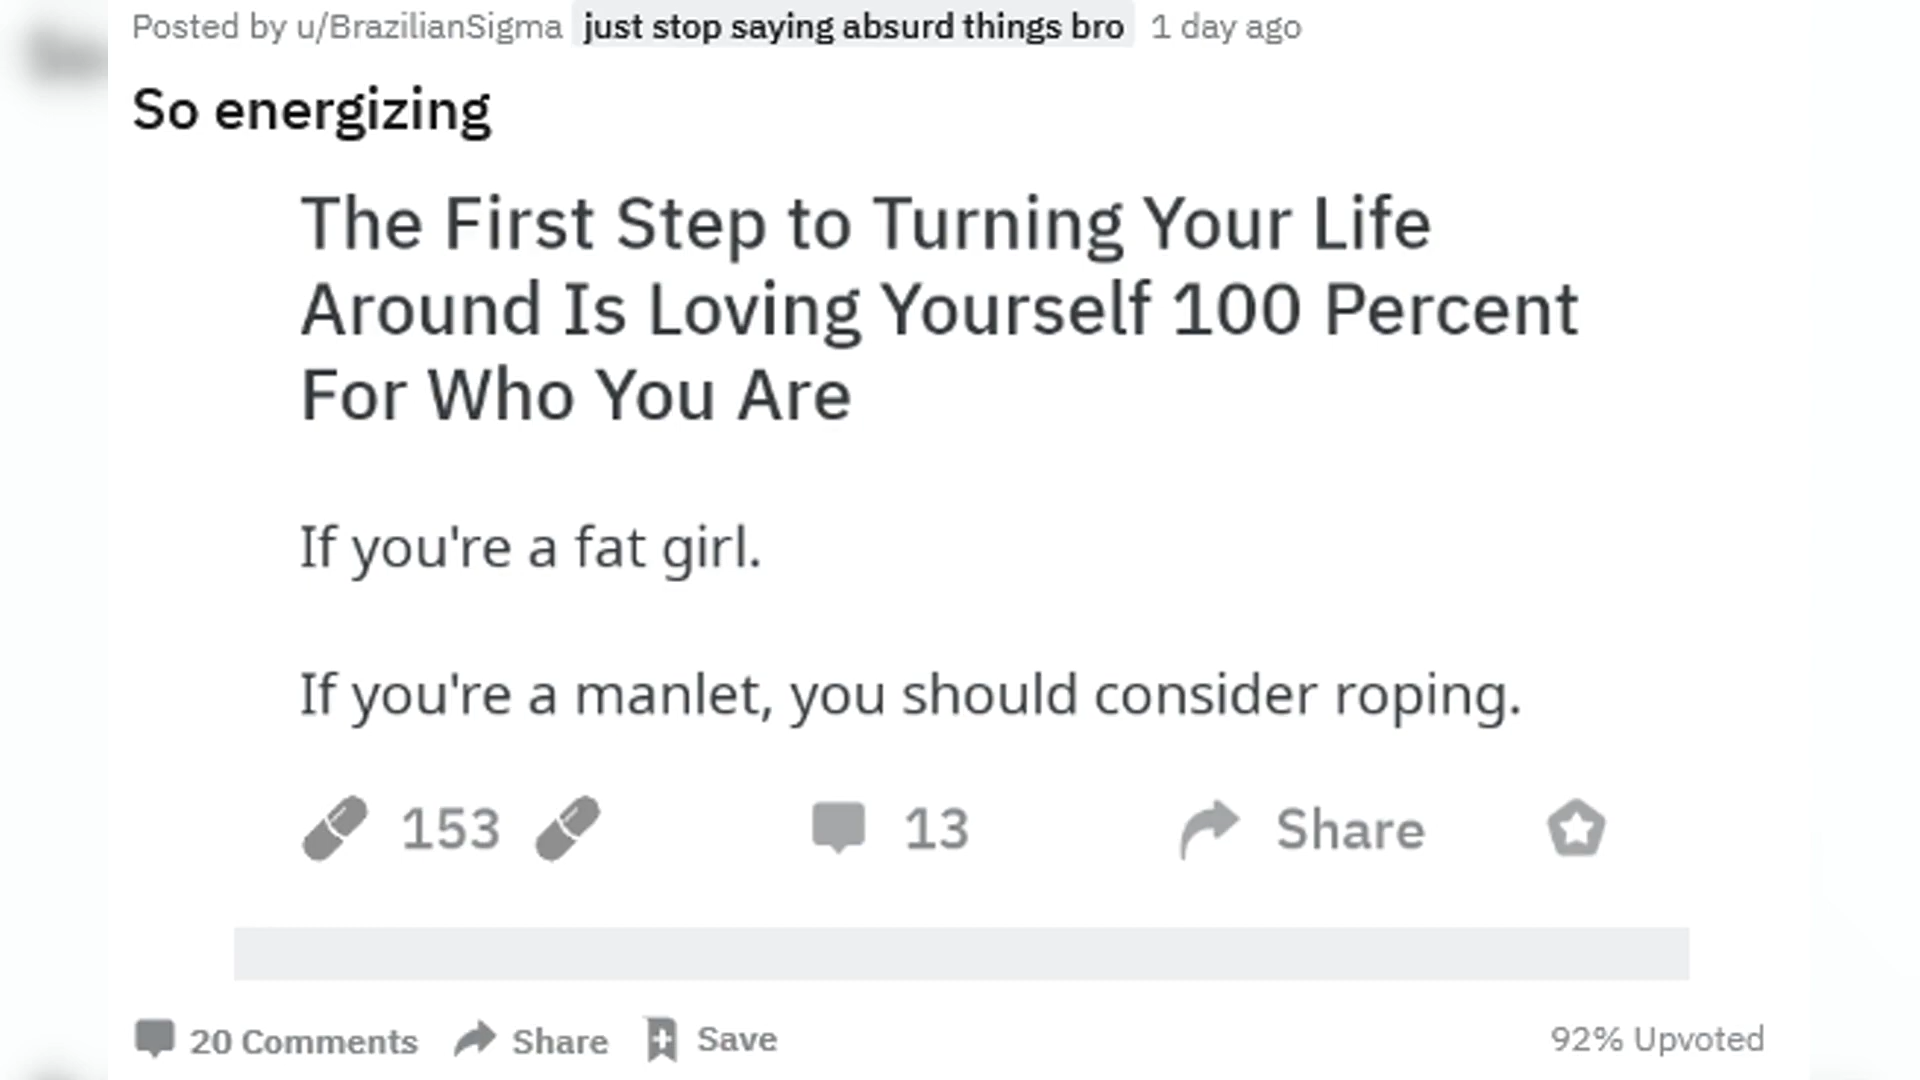 Posted by u/BrazilianSigma just stop saying absurd things bro 1 day ago
So energizing
The First Step to Turning Your Life
Around Is Loving Yourself 100 Percent
For Who You Are
If you're a fat girl.
If you're a manlet, you should consider roping.
153 13 Share
20 Comments Share Save 92% Upvoted